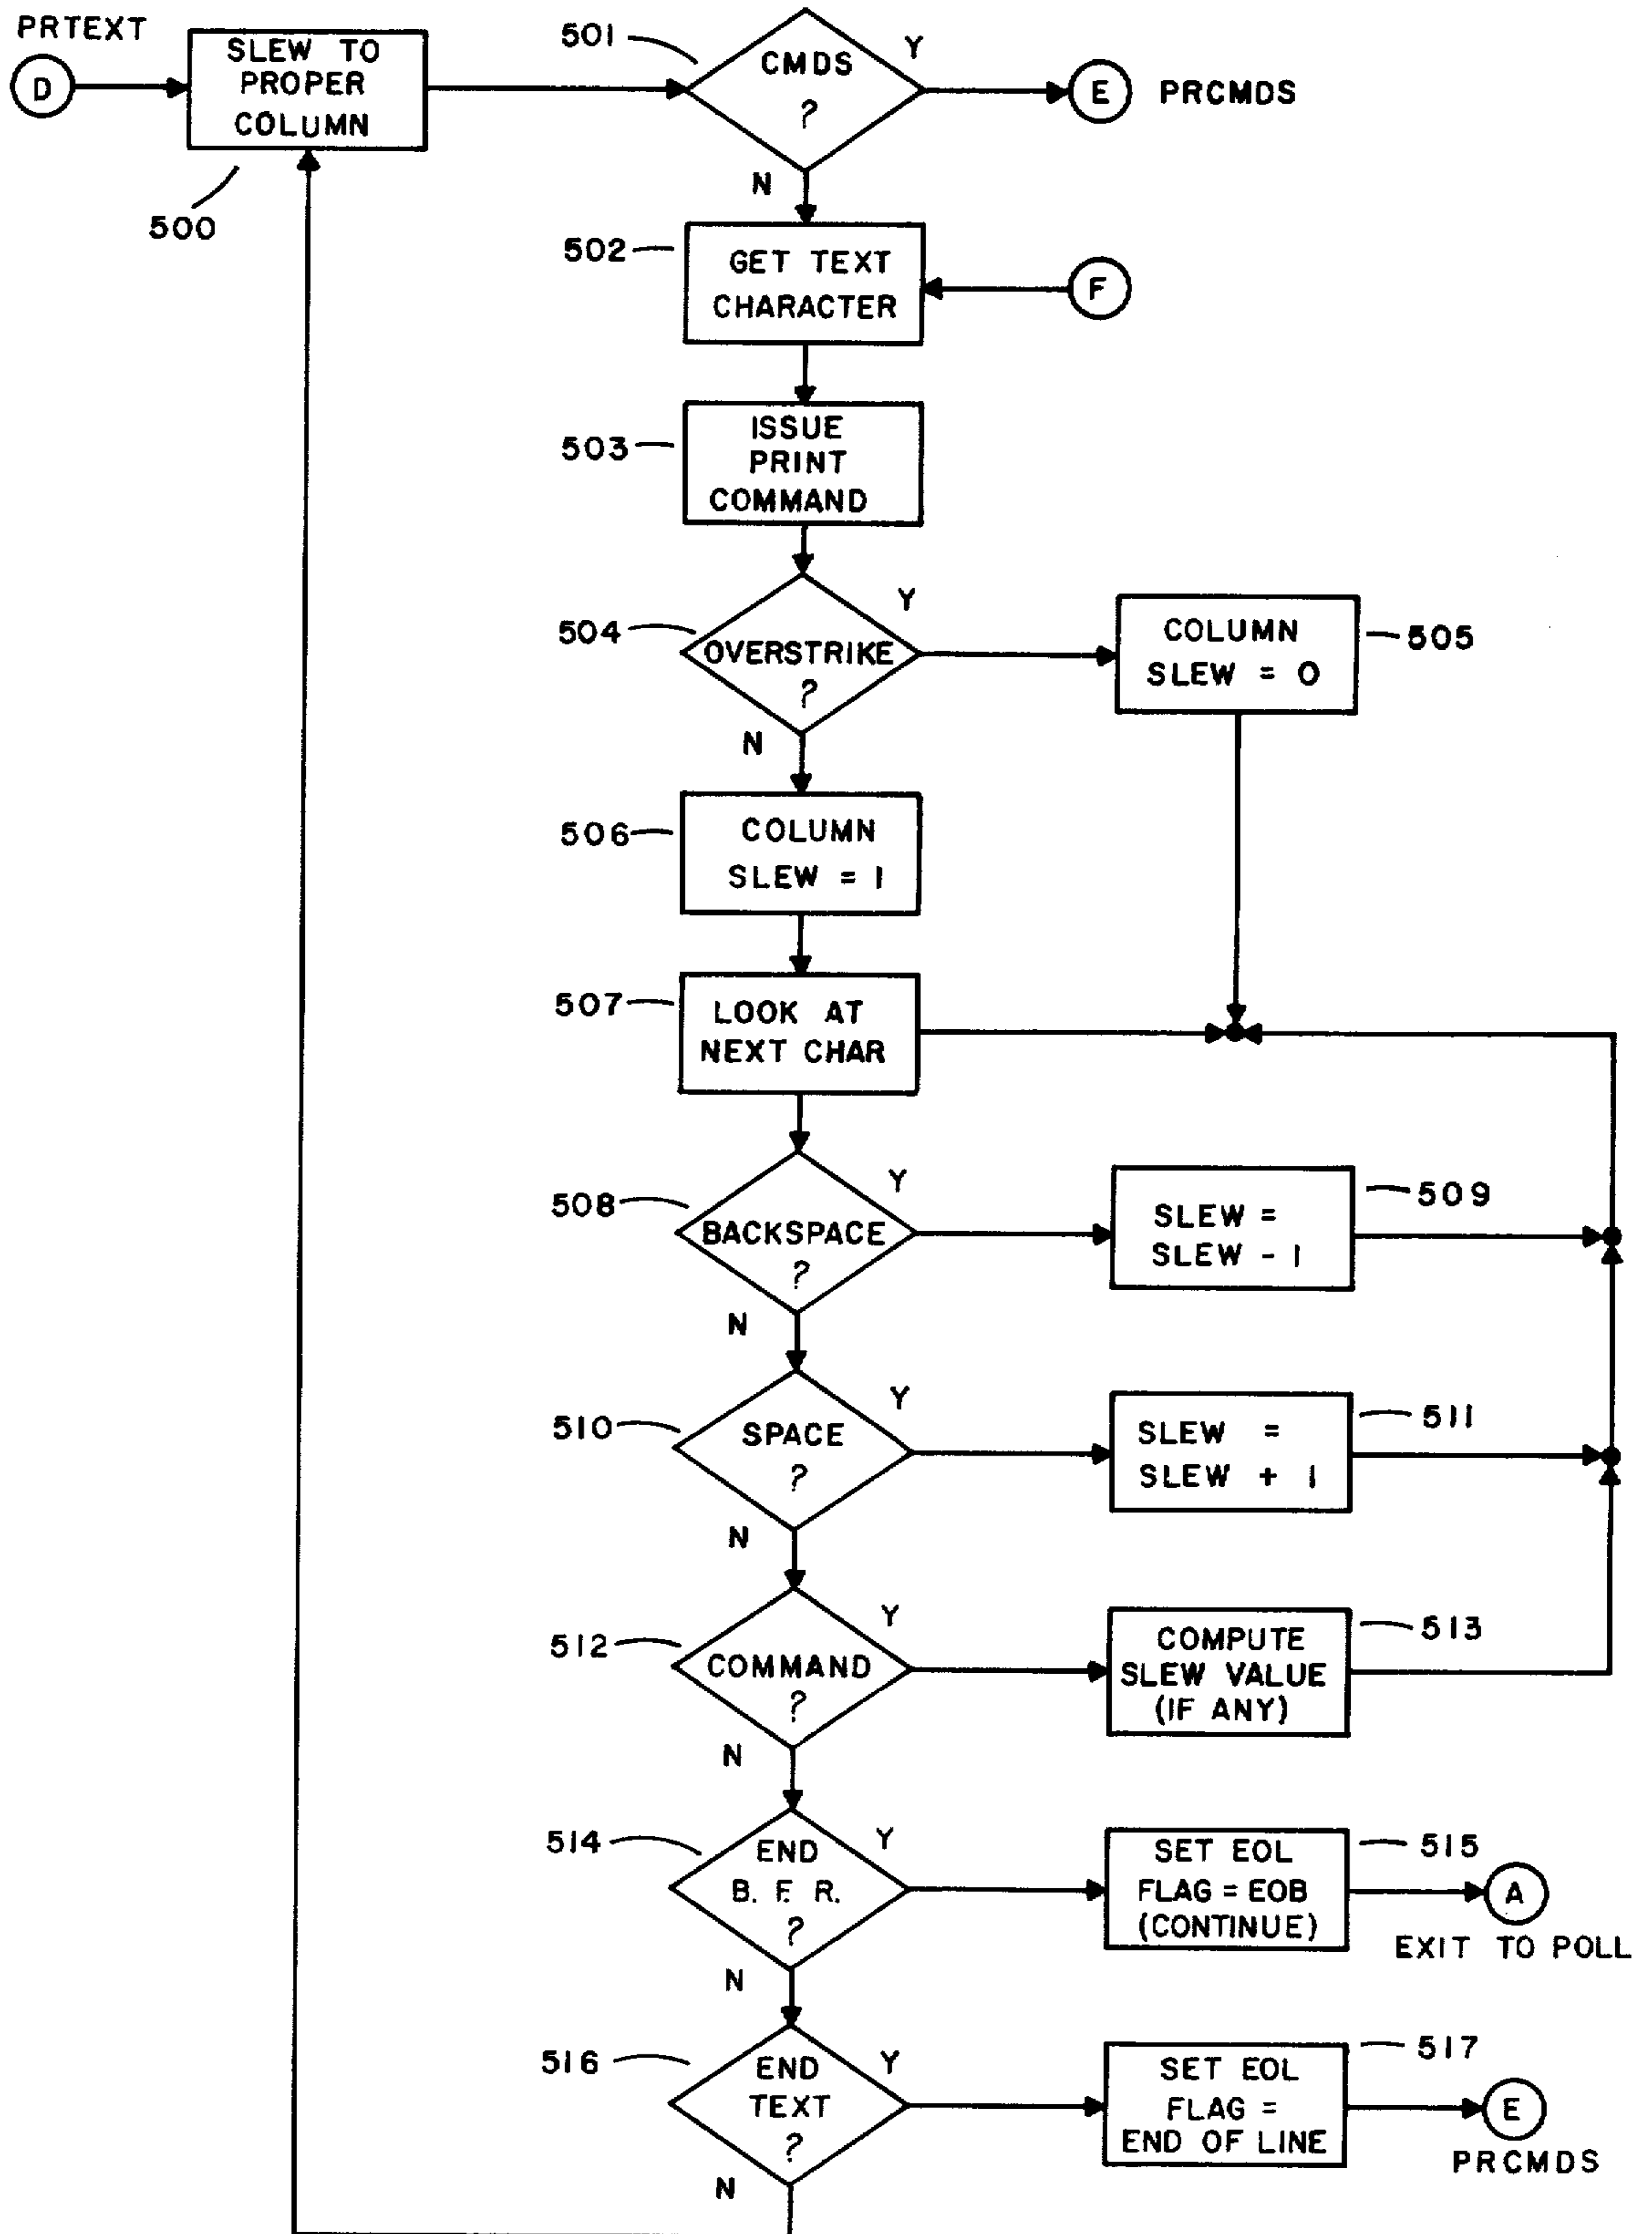 PRTEXT
D
SLEW TO
PROPER
COLUMN
500
501
CMDS
?
Y
E
PRCMDS
N
502
GET TEXT
CHARACTER
F
503
ISSUE
PRINT
COMMAND
504
OVERSTRIKE
?
Y
COLUMN
SLEW = 0
505
N
506
COLUMN
SLEW = 1
507
LOOK AT
NEXT CHAR
508
BACKSPACE
?
Y
SLEW =
SLEW - 1
509
N
510
SPACE
?
Y
SLEW =
SLEW + 1
511
N
512
COMMAND
?
Y
COMPUTE
SLEW VALUE
(IF ANY)
513
N
514
END
B. F. R.
?
Y
SET EOL
FLAG = EOB
(CONTINUE)
515
A
EXIT TO POLL
N
516
END
TEXT
?
Y
SET EOL
FLAG =
END OF LINE
517
E
PRCMDS
N